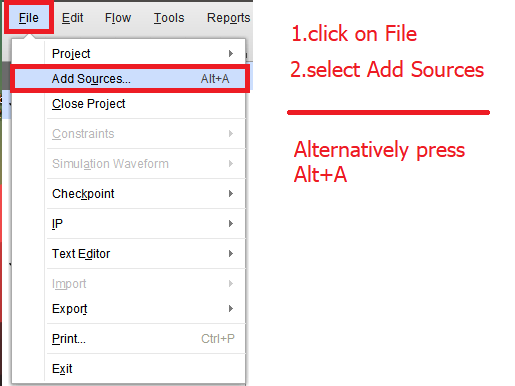 File Edit Flow Tools Reports
Project
Add Sources... Alt+A
Close Project
Constraints
Simulation Waveform
Checkpoint
IP
Text Editor
Import
Export
Print... Ctrl+P
Exit
1.click on File
2.select Add Sources
Alternatively press
Alt+A